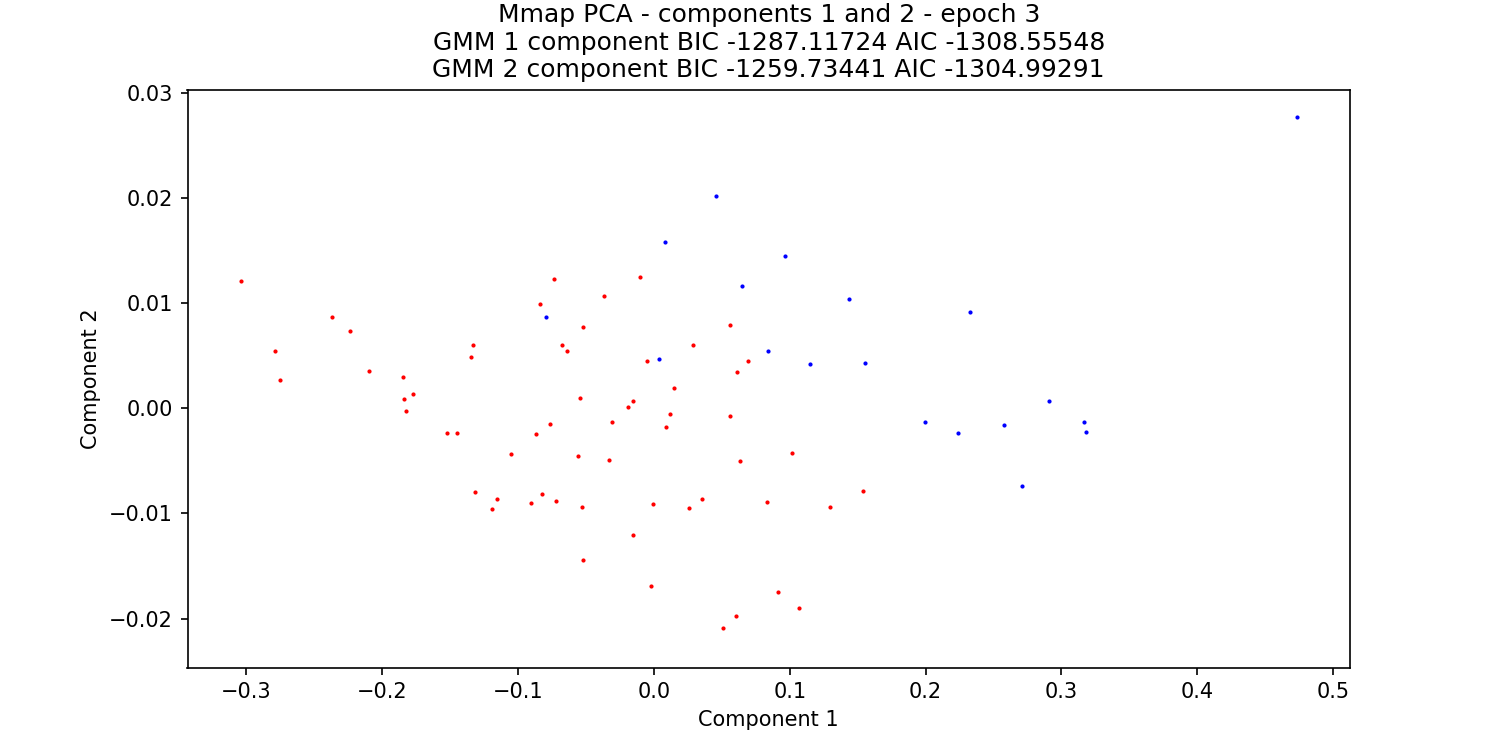 Mmap PCA - components 1 and 2 - epoch 3
GMM 1 component BIC -1287.11724 AIC -1308.55548
GMM 2 component BIC -1259.73441 AIC -1304.99291
0.03
0.02
0.01
0.00
−0.01
−0.02
Component 2
−0.3 −0.2 −0.1 0.0 0.1 0.2 0.3 0.4 0.5
Component 1